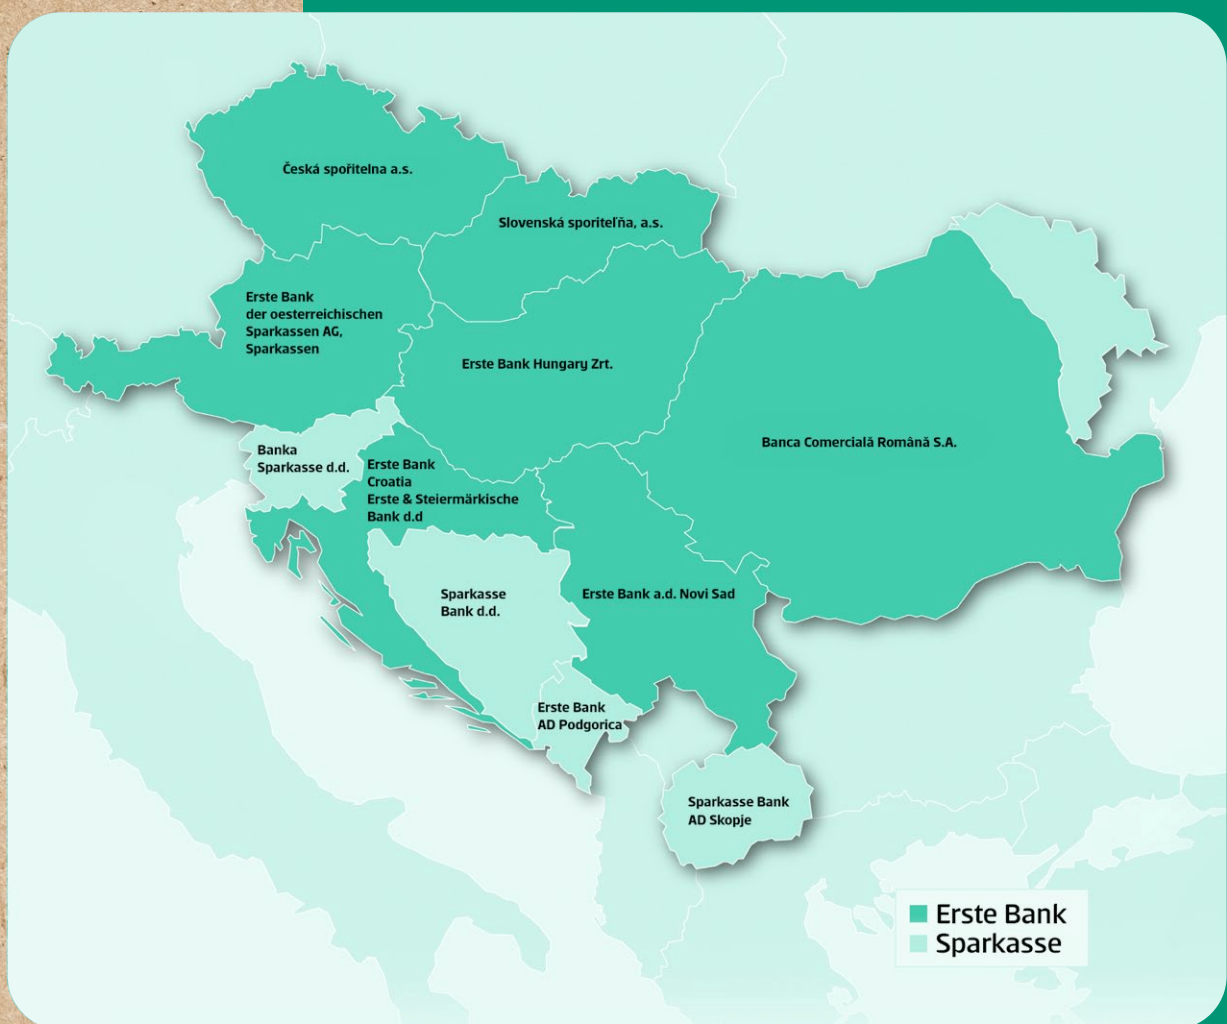 Česká spořitelna a.s.
Slovenská sporiteľňa, a.s.
Erste Bank
der oesterreichischen
Sparkassen AG,
Sparkassen
Erste Bank Hungary Zrt.
Banca Comercială Română S.A.
Banka
Sparkasse d.d.
Erste Bank
Croatia
Erste & Steiermärkische
Bank d.d
Sparkasse
Bank d.d.
Erste Bank a.d. Novi Sad
Erste Bank
AD Podgorica
Sparkasse Bank
AD Skopje
Erste Bank
Sparkasse